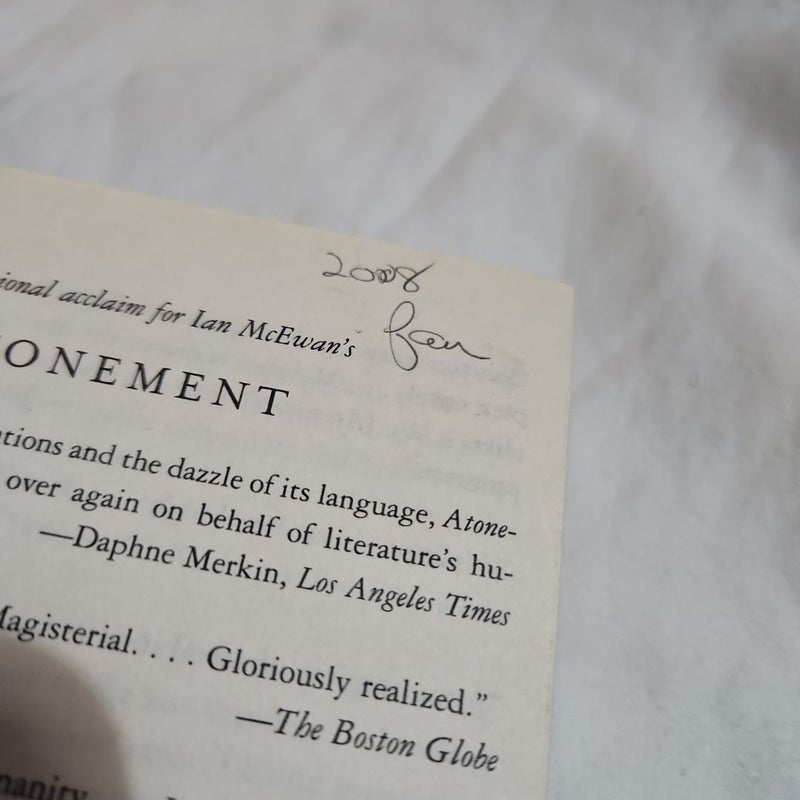 2008
ional acclaim for Ian McEwan's
ONEMENT
tions and the dazzle of its language, Atone-
over again on behalf of literature's hu-
—Daphne Merkin, Los Angeles Times
Magisterial. . . . Gloriously realized.”
—The Boston Globe
manity